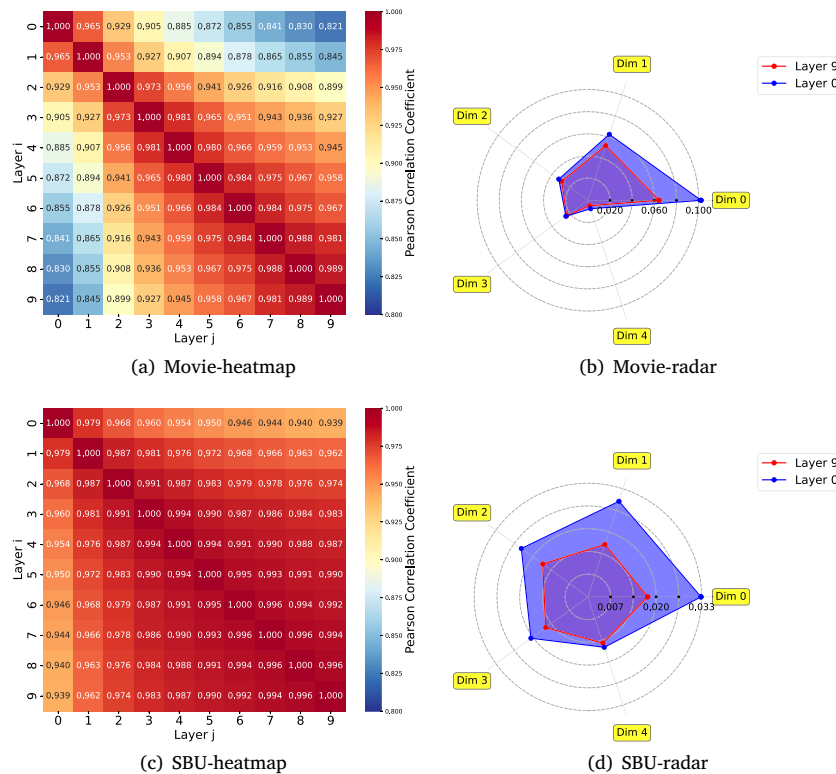 0 1.000 0.965 0.929 0.905 0.885 0.872 0.855 0.841 0.830 0.821
1 0.965 1.000 0.953 0.927 0.907 0.894 0.878 0.865 0.855 0.845
2 0.929 0.953 1.000 0.973 0.956 0.941 0.926 0.916 0.908 0.899
3 0.905 0.927 0.973 1.000 0.981 0.965 0.951 0.943 0.936 0.927
4 0.885 0.907 0.956 0.981 1.000 0.980 0.966 0.959 0.953 0.945
5 0.872 0.894 0.941 0.965 0.980 1.000 0.984 0.975 0.967 0.958
6 0.855 0.878 0.926 0.951 0.966 0.984 1.000 0.984 0.975 0.967
7 0.841 0.865 0.916 0.943 0.959 0.975 0.984 1.000 0.988 0.981
8 0.830 0.855 0.908 0.936 0.953 0.967 0.975 0.988 1.000 0.989
9 0.821 0.845 0.899 0.927 0.945 0.958 0.967 0.981 0.989 1.000
0 1 2 3 4 5 6 7 8 9
Layer i
Layer j
1.000
0.975
0.950
0.925
0.900
0.875
0.850
0.825
0.800
Pearson Correlation Coefficient
(a) Movie-heatmap
Layer 9
Layer 0
Dim 1
Dim 2
Dim 0
0.020 0.060 0.100
Dim 3
Dim 4
(b) Movie-radar
0 1.000 0.979 0.968 0.960 0.954 0.950 0.946 0.944 0.940 0.939
1 0.979 1.000 0.987 0.981 0.976 0.972 0.968 0.966 0.963 0.962
2 0.968 0.987 1.000 0.991 0.987 0.983 0.979 0.978 0.976 0.974
3 0.960 0.981 0.991 1.000 0.994 0.990 0.987 0.986 0.984 0.983
4 0.954 0.976 0.987 0.994 1.000 0.994 0.991 0.990 0.988 0.987
5 0.950 0.972 0.983 0.990 0.994 1.000 0.995 0.993 0.991 0.990
6 0.946 0.968 0.979 0.987 0.991 0.995 1.000 0.996 0.994 0.992
7 0.944 0.966 0.978 0.986 0.990 0.993 0.996 1.000 0.996 0.994
8 0.940 0.963 0.976 0.984 0.988 0.991 0.994 0.996 1.000 0.996
9 0.939 0.962 0.974 0.983 0.987 0.990 0.992 0.994 0.996 1.000
0 1 2 3 4 5 6 7 8 9
Layer i
Layer j
1.000
0.975
0.950
0.925
0.900
0.875
0.850
0.825
0.800
Pearson Correlation Coefficient
(c) SBU-heatmap
Layer 9
Layer 0
Dim 1
Dim 2
Dim 0
0.007 0.020 0.033
Dim 3
Dim 4
(d) SBU-radar